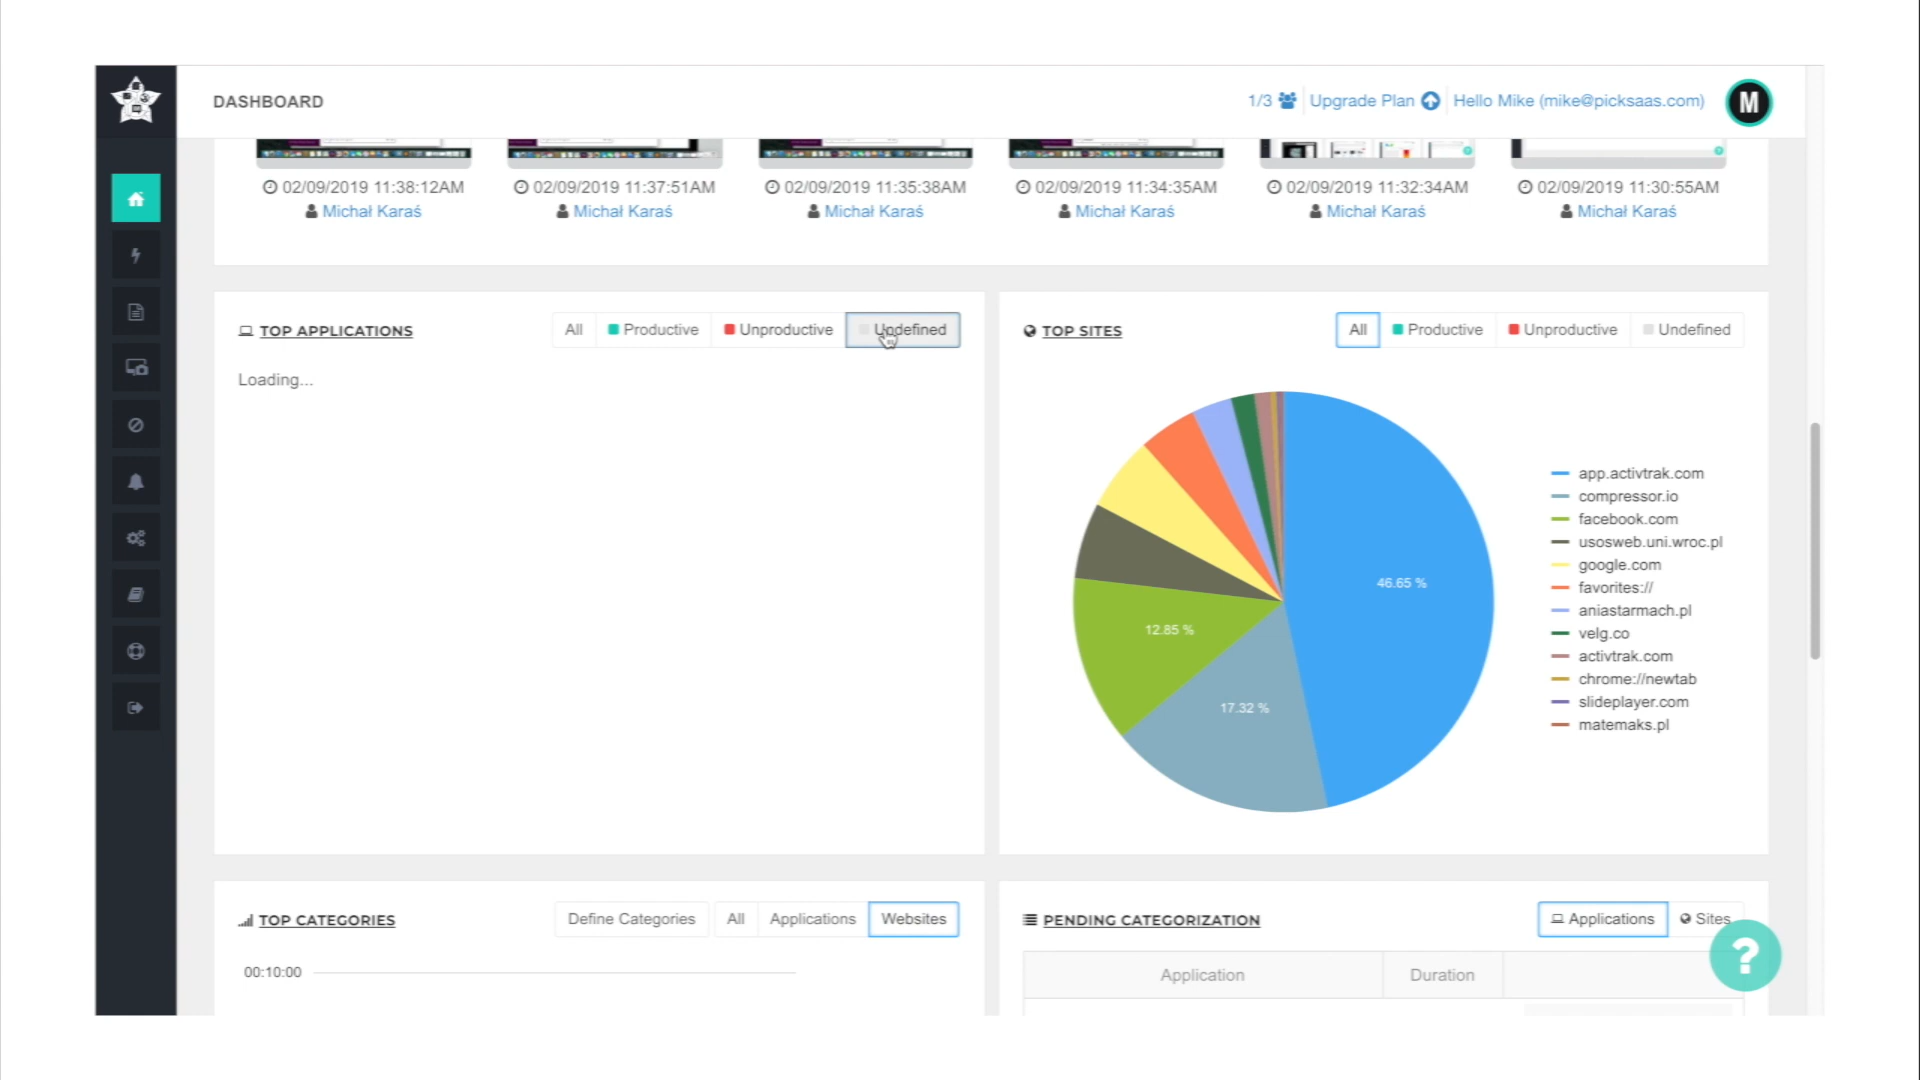 DASHBOARD
1/3 Upgrade Plan Hello Mike (mike@picksaas.com) M
02/09/2019 11:38:12AM 02/09/2019 11:37:51AM 02/09/2019 11:35:38AM 02/09/2019 11:34:35AM 02/09/2019 11:32:34AM 02/09/2019 11:30:55AM
Michał Karaś Michał Karaś Michał Karaś Michał Karaś Michał Karaś Michał Karaś
TOP APPLICATIONS All Productive Unproductive Undefined
Loading...
TOP SITES All Productive Unproductive Undefined
46.65 %
12.85 %
17.32 %
app.activtrak.com
compressor.io
facebook.com
usosweb.uni.wroc.pl
google.com
favorites://
aniastarmach.pl
velg.co
activtrak.com
chrome://newtab
slideplayer.com
matemaks.pl
TOP CATEGORIES Define Categories All Applications Websites
00:10:00
PENDING CATEGORIZATION Applications Sites
Application Duration
?